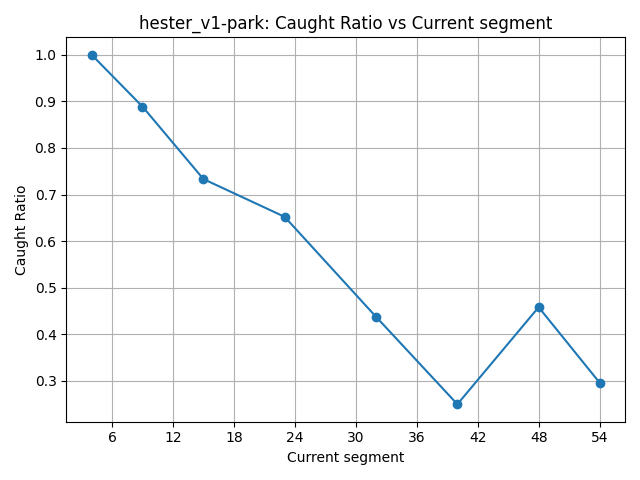 hester_v1-park: Caught Ratio vs Current segment
1.0
0.9
0.8
0.7
0.6
0.5
0.4
0.3
Caught Ratio
6 12 18 24 30 36 42 48 54
Current segment